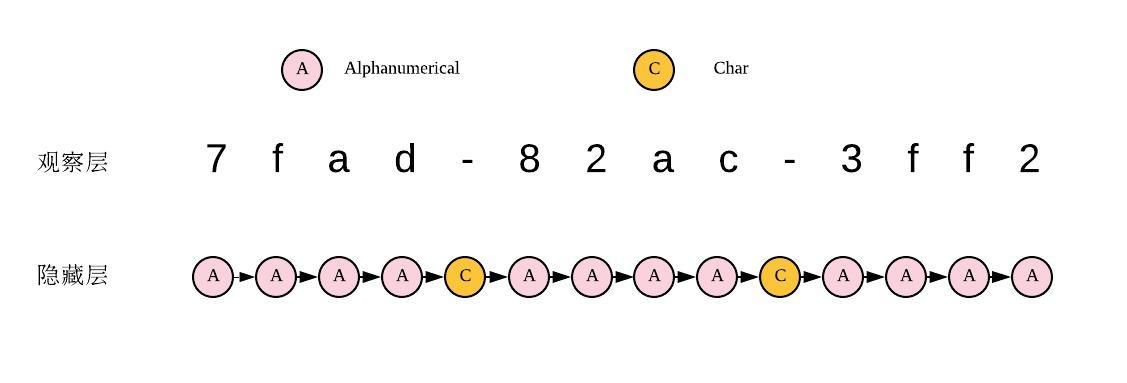 A Alphanumerical C Char
观察层 7 f a d - 8 2 a c - 3 f f 2
隐藏层 A A A A C A A A A C A A A A